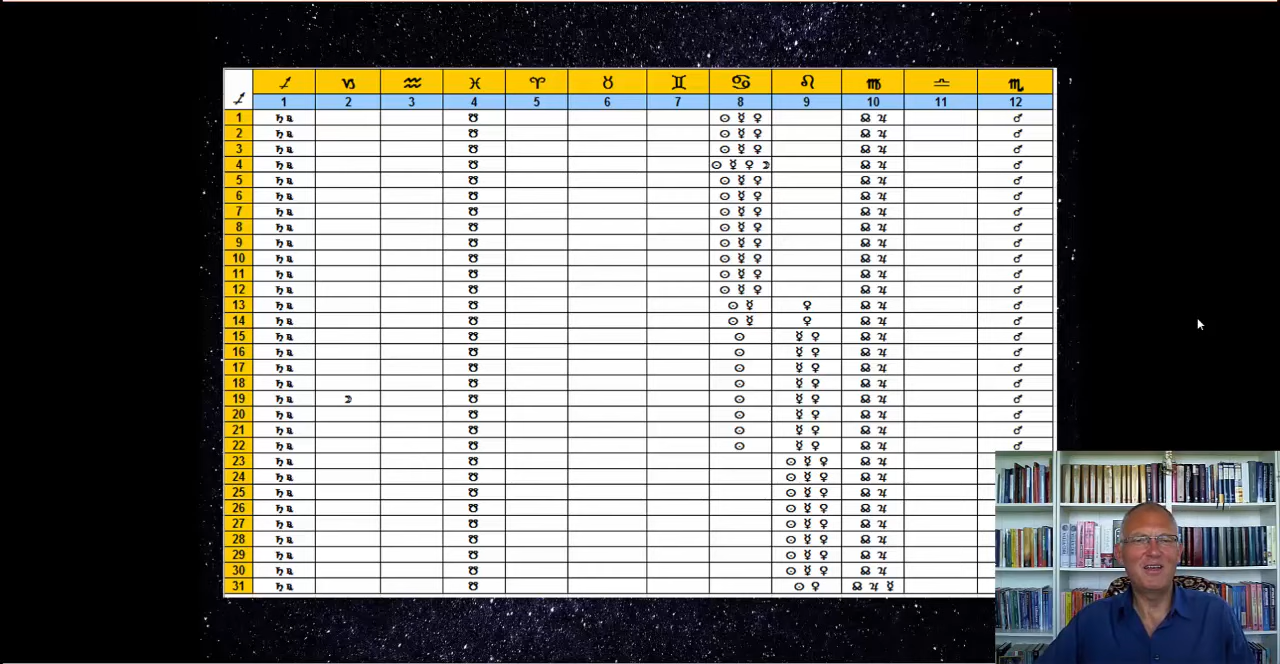 ♐ ♑ ♒ ♓ ♈ ♉ ♊ ♋ ♌ ♍ ♎ ♏
♐ 1 2 3 4 5 6 7 8 9 10 11 12
1 ♄℞ ☋ ☉ ☿ ♀ ☊ ♃ ♂
2 ♄℞ ☋ ☉ ☿ ♀ ☊ ♃ ♂
3 ♄℞ ☋ ☉ ☿ ♀ ☊ ♃ ♂
4 ♄℞ ☋ ☉ ☿ ♀ ☽ ☊ ♃ ♂
5 ♄℞ ☋ ☉ ☿ ♀ ☊ ♃ ♂
6 ♄℞ ☋ ☉ ☿ ♀ ☊ ♃ ♂
7 ♄℞ ☋ ☉ ☿ ♀ ☊ ♃ ♂
8 ♄℞ ☋ ☉ ☿ ♀ ☊ ♃ ♂
9 ♄℞ ☋ ☉ ☿ ♀ ☊ ♃ ♂
10 ♄℞ ☋ ☉ ☿ ♀ ☊ ♃ ♂
11 ♄℞ ☋ ☉ ☿ ♀ ☊ ♃ ♂
12 ♄℞ ☋ ☉ ☿ ♀ ☊ ♃ ♂
13 ♄℞ ☋ ☉ ☿ ♀ ☊ ♃ ♂
14 ♄℞ ☋ ☉ ☿ ♀ ☊ ♃ ♂
15 ♄℞ ☋ ☉ ☿ ♀ ☊ ♃ ♂
16 ♄℞ ☋ ☉ ☿ ♀ ☊ ♃ ♂
17 ♄℞ ☋ ☉ ☿ ♀ ☊ ♃ ♂
18 ♄℞ ☋ ☉ ☿ ♀ ☊ ♃ ♂
19 ♄℞ ☽ ☋ ☉ ☿ ♀ ☊ ♃ ♂
20 ♄℞ ☋ ☉ ☿ ♀ ☊ ♃ ♂
21 ♄℞ ☋ ☉ ☿ ♀ ☊ ♃ ♂
22 ♄℞ ☋ ☉ ☿ ♀ ☊ ♃ ♂
23 ♄℞ ☋ ☉ ☿ ♀ ☊ ♃
24 ♄℞ ☋ ☉ ☿ ♀ ☊ ♃
25 ♄℞ ☋ ☉ ☿ ♀ ☊ ♃
26 ♄℞ ☋ ☉ ☿ ♀ ☊ ♃
27 ♄℞ ☋ ☉ ☿ ♀ ☊ ♃
28 ♄℞ ☋ ☉ ☿ ♀ ☊ ♃
29 ♄℞ ☋ ☉ ☿ ♀ ☊ ♃
30 ♄℞ ☋ ☉ ☿ ♀ ☊ ♃
31 ♄℞ ☋ ☉ ♀ ☊ ♃ ☿